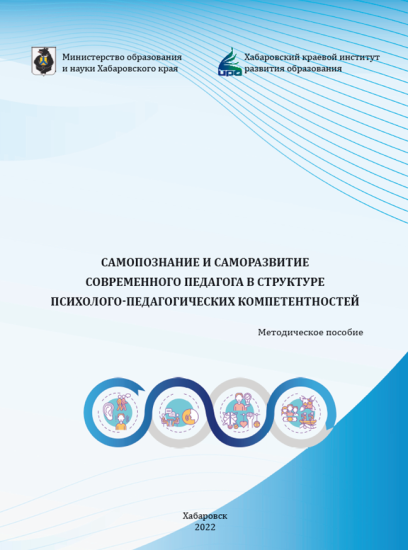 Министерство образования
и науки Хабаровского края
Хабаровский краевой институт
развития образования
ИРО
САМОПОЗНАНИЕ И САМОРАЗВИТИЕ
СОВРЕМЕННОГО ПЕДАГОГА В СТРУКТУРЕ
ПСИХОЛОГО-ПЕДАГОГИЧЕСКИХ КОМПЕТЕНТНОСТЕЙ
Методическое пособие
Хабаровск
2022